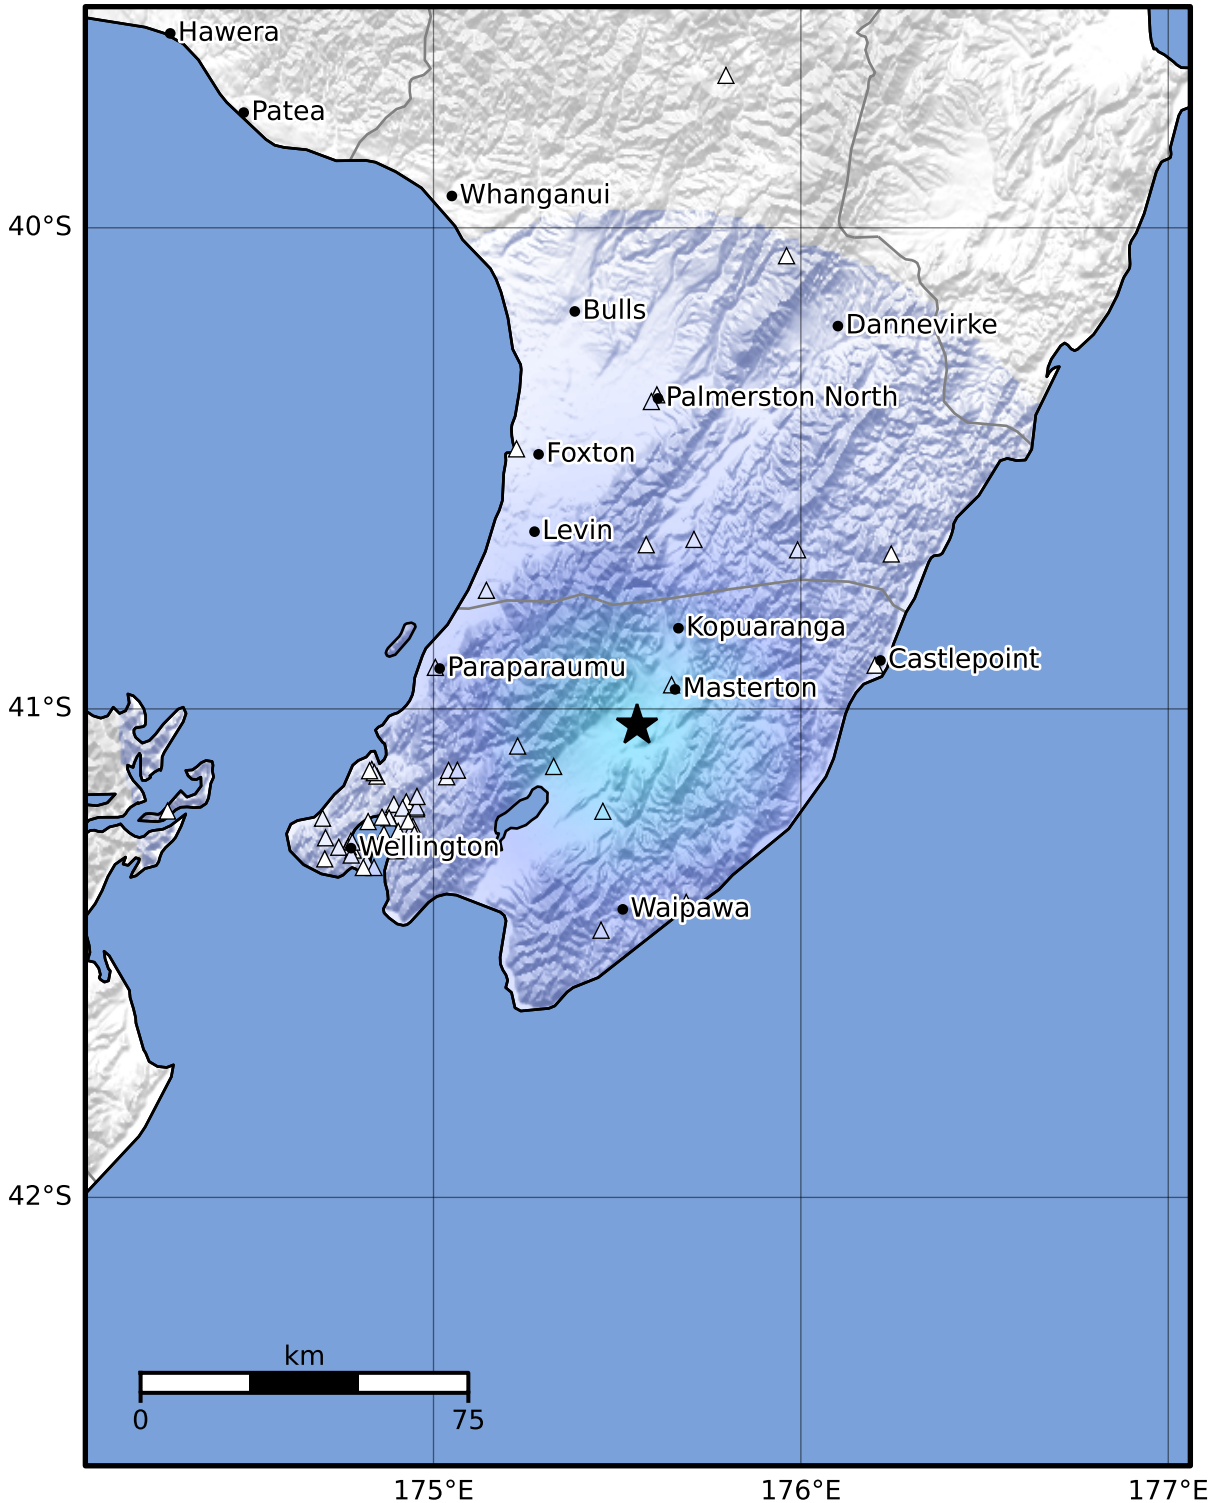 Hawera
Patea
Whanganui
40°S
Bulls
Dannevirke
Palmerston North
Foxton
Levin
Kopuaranga
Castlepoint
Paraparaumu
Masterton
41°S
Wellington
Waipawa
42°S
km
0
75
175°E
176°E
177°E